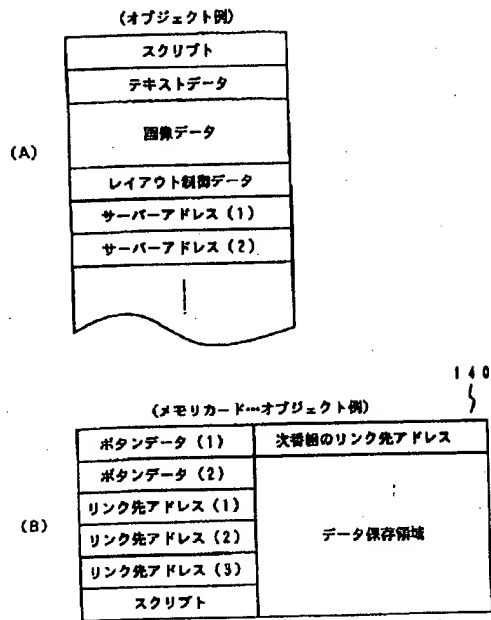 (オブジェクト例)
スクリプト
テキストデータ
画像データ
(A)
レイアウト制御データ
サーバーアドレス(1)
サーバーアドレス(2)
140
(メモリカード…オブジェクト例)
ボタンデータ(1) 次番組のリンク先アドレス
ボタンデータ(2)
リンク先アドレス(1)
(B)
リンク先アドレス(2) データ保存領域
リンク先アドレス(3)
スクリプト